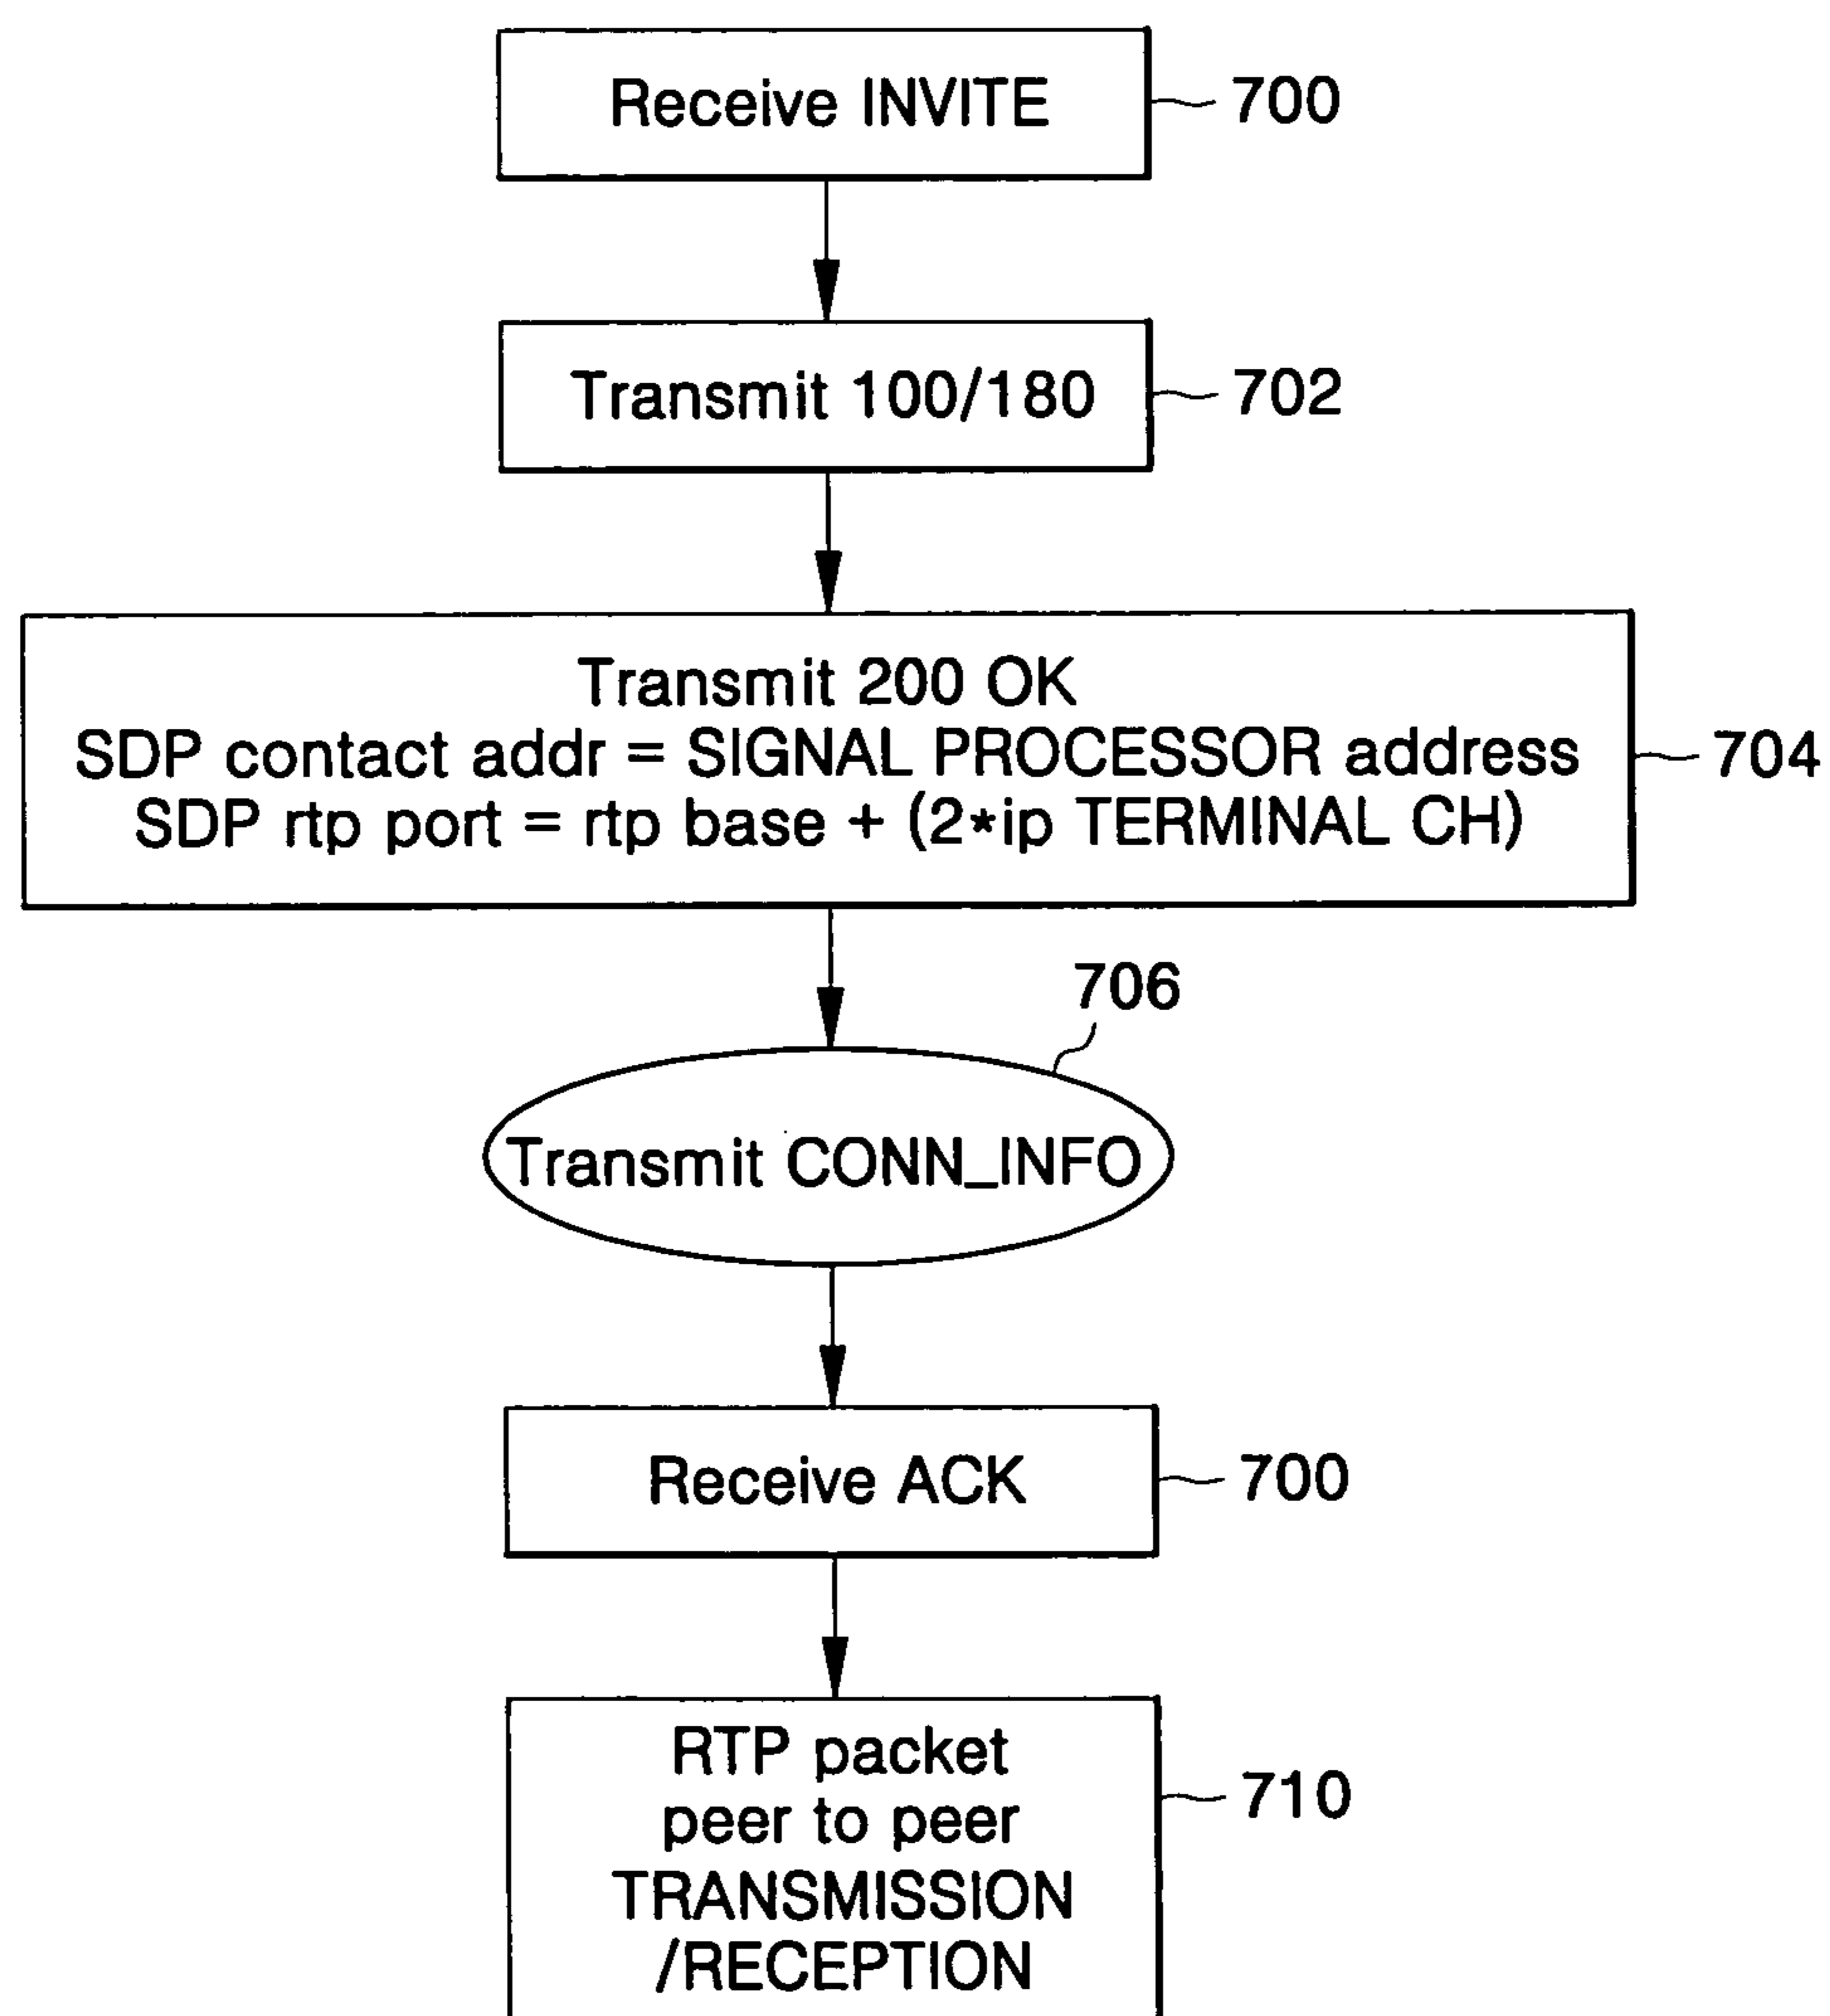 Receive INVITE
700
Transmit 100/180
702
Transmit 200 OK
SDP contact addr = SIGNAL PROCESSOR address
SDP rtp port = rtp base + (2*ip TERMINAL CH)
704
706
Transmit CONN_INFO
Receive ACK
700
RTP packet
peer to peer
TRANSMISSION
/RECEPTION
710